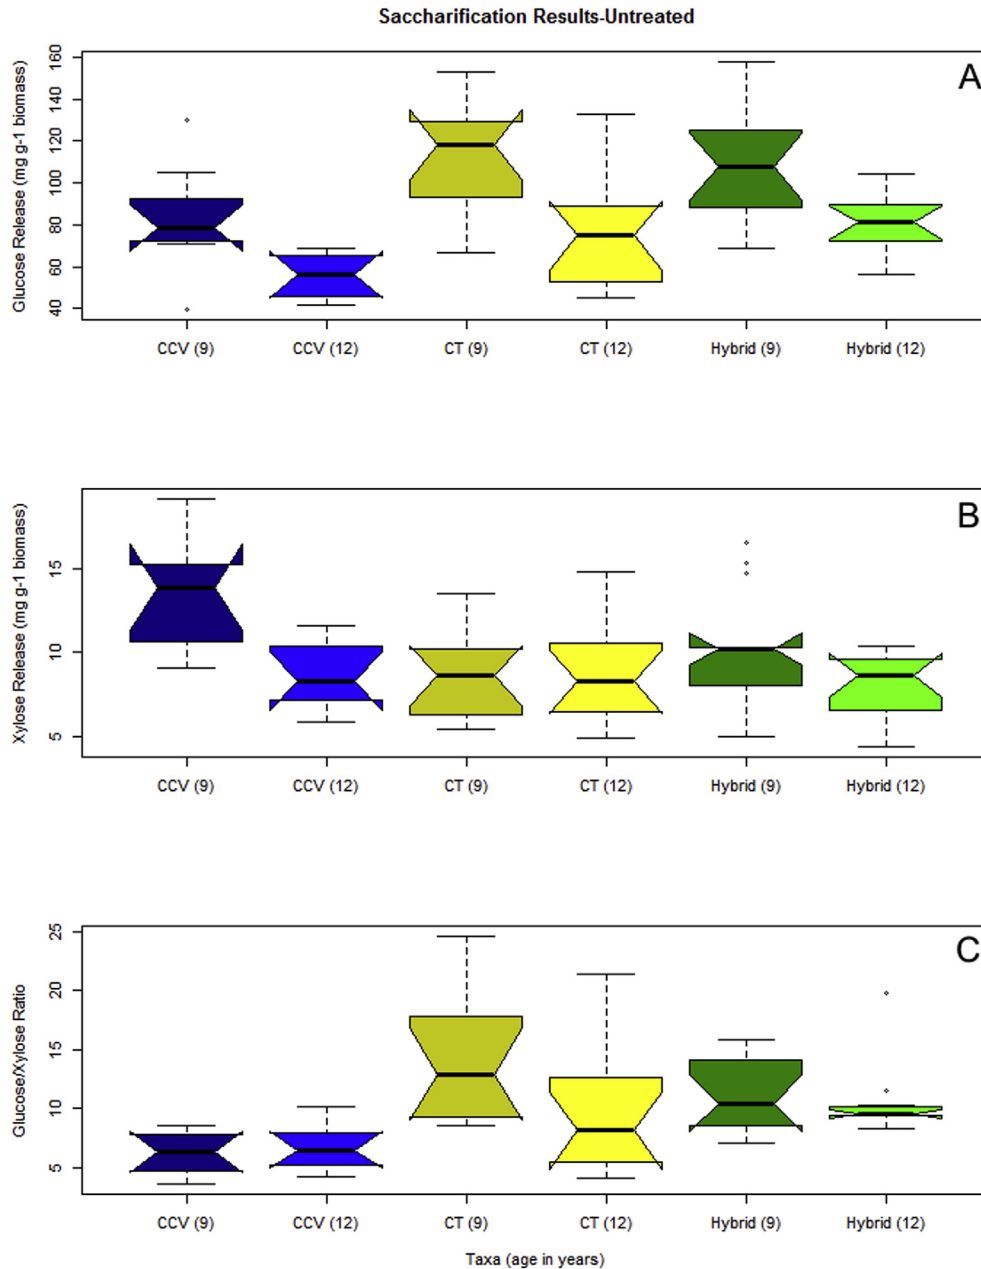 Saccharification Results-Untreated
A
Glucose Release (mg g-1 biomass)
160
140
120
100
80
60
40
CCV (9) CCV (12) CT (9) CT (12) Hybrid (9) Hybrid (12)
B
Xylose Release (mg g-1 biomass)
15
10
5
CCV (9) CCV (12) CT (9) CT (12) Hybrid (9) Hybrid (12)
C
Glucose/Xylose Ratio
25
20
15
10
5
CCV (9) CCV (12) CT (9) CT (12) Hybrid (9) Hybrid (12)
Taxa (age in years)